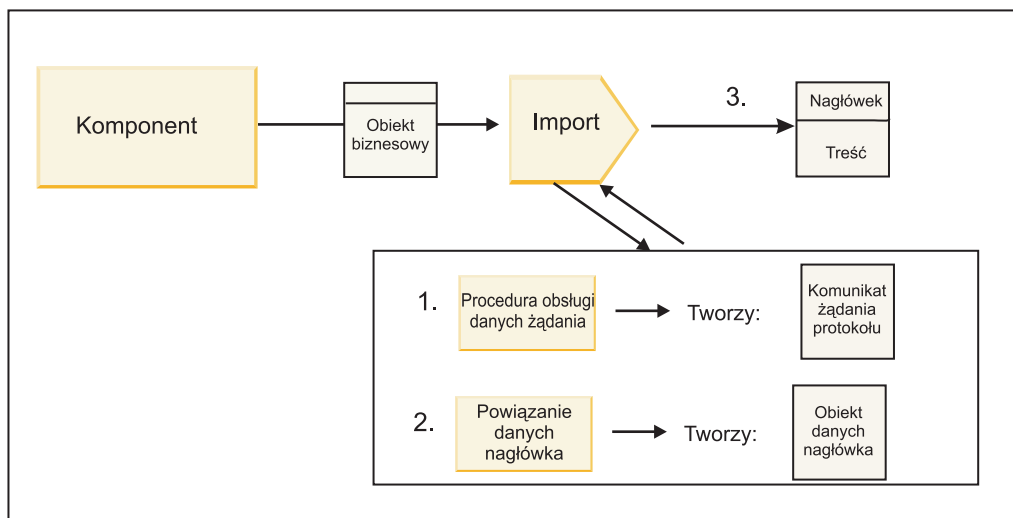 Komponent
Obiekt
biznesowy
Import
3.
Nagłówek
Treść
1.
Procedura obsługi
danych żądania
Tworzy:
Komunikat
żądania
protokołu
2.
Powiązanie
danych
nagłówka
Tworzy:
Obiekt
danych
nagłówka